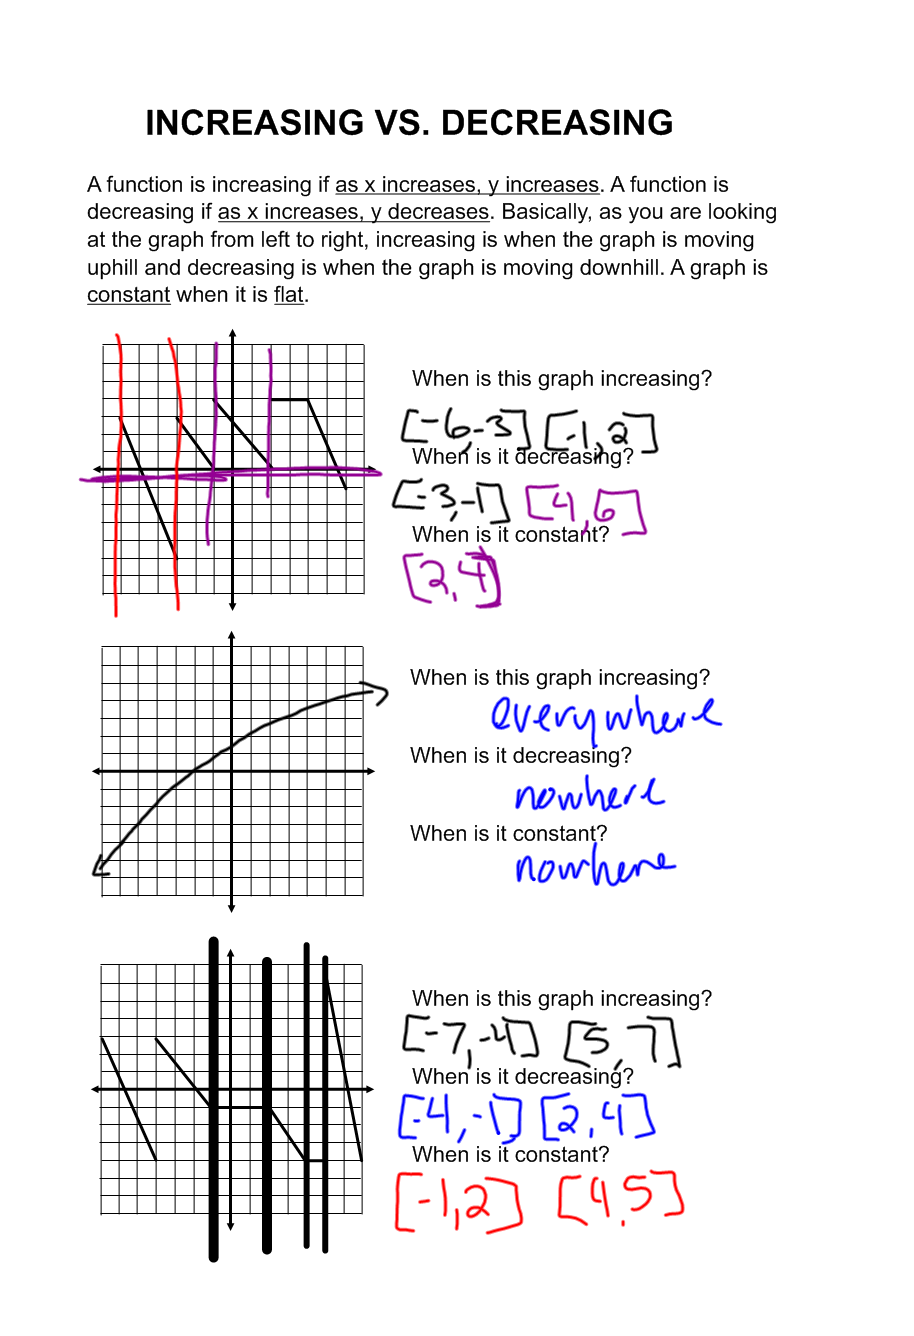 INCREASING VS. DECREASING
A function is increasing if as x increases, y increases. A function is
decreasing if as x increases, y decreases. Basically, as you are looking
at the graph from left to right, increasing is when the graph is moving
uphill and decreasing is when the graph is moving downhill. A graph is
constant when it is flat.
When is this graph increasing?
[-6,-3] [-1,2]
When is it decreasing?
[-3,-1] [4,6]
When is it constant?
[2,4]
When is this graph increasing?
everywhere
When is it decreasing?
nowhere
When is it constant?
nowhere
When is this graph increasing?
[-7,-4] [5,7]
When is it decreasing?
[-4,-1] [2,4]
When is it constant?
[-1,2] [4,5]